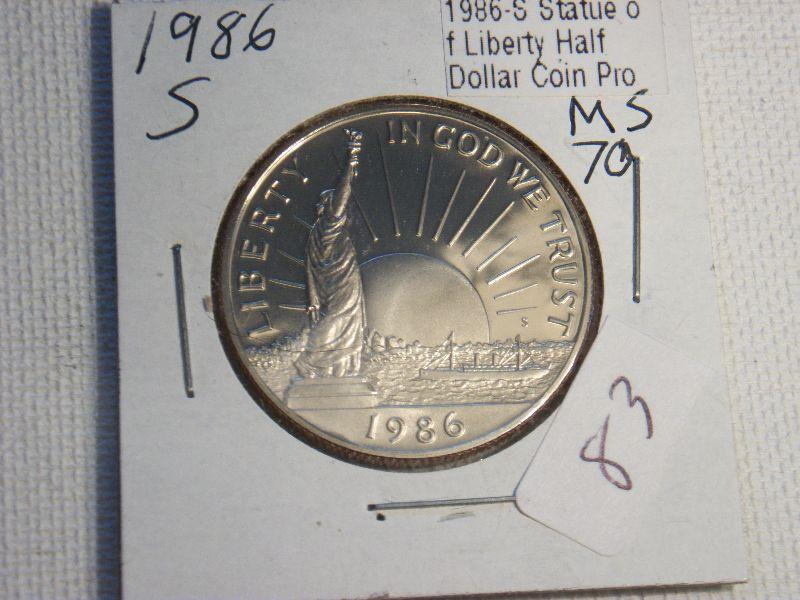 1986
S
1986-S Statue o
f Liberty Half
Dollar Coin Pro
MS
70
LIBERTY
IN GOD WE TRUST
S
1986
83